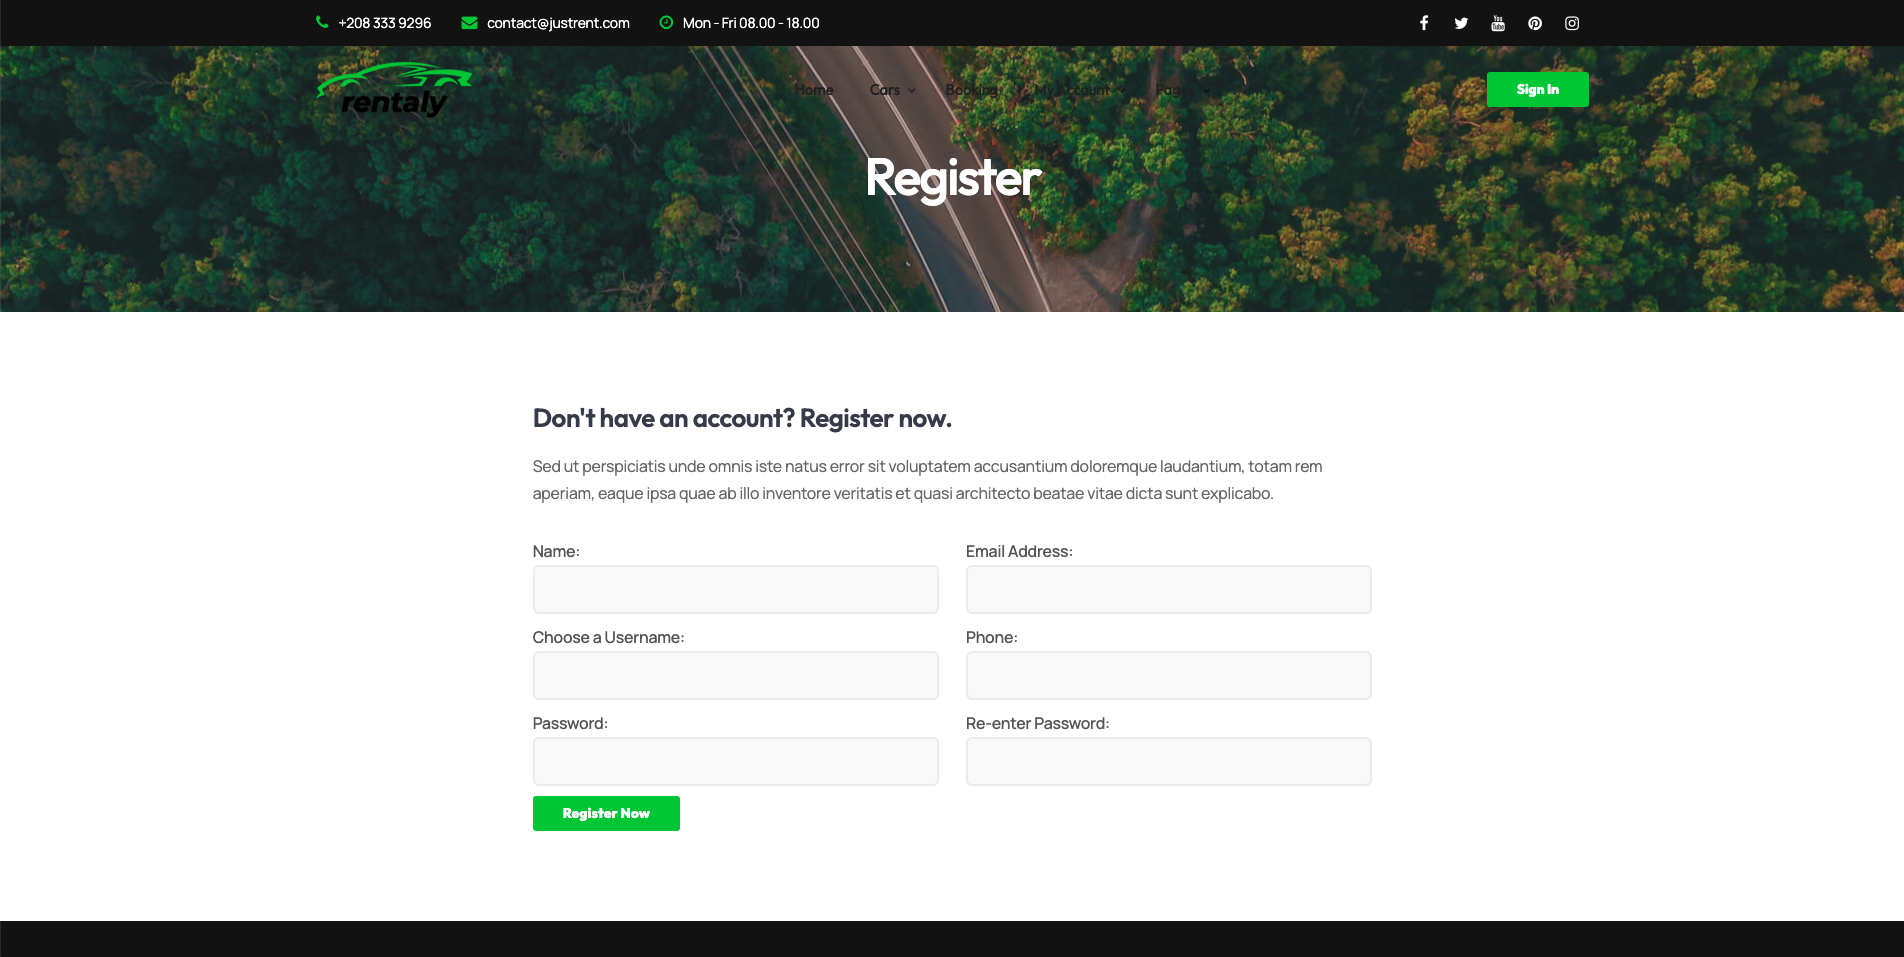 +208 333 9296 contact@justrent.com Mon - Fri 08.00 - 18.00
rentaly
Home Cars Booking My Account Pages Sign In
Register
Don't have an account? Register now.
Sed ut perspiciatis unde omnis iste natus error sit voluptatem accusantium doloremque laudantium, totam rem
aperiam, eaque ipsa quae ab illo inventore veritatis et quasi architecto beatae vitae dicta sunt explicabo.
Name: Email Address:
Choose a Username: Phone:
Password: Re-enter Password:
Register Now